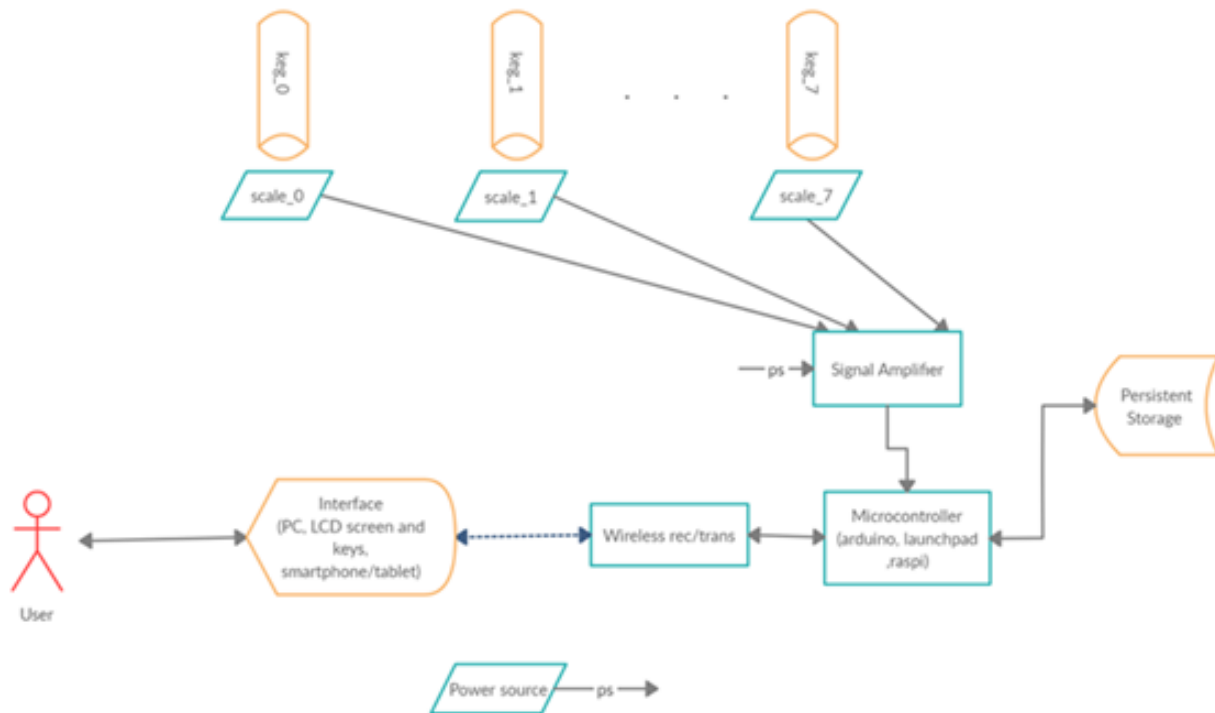 keg_0
keg_1
. . .
keg_7
scale_0
scale_1
scale_7
ps
Signal Amplifier
Persistent
Storage
Interface
(PC, LCD screen and
keys,
smartphone/tablet)
Wireless rec/trans
Microcontroller
(arduino, launchpad
,raspi)
User
Power source
ps